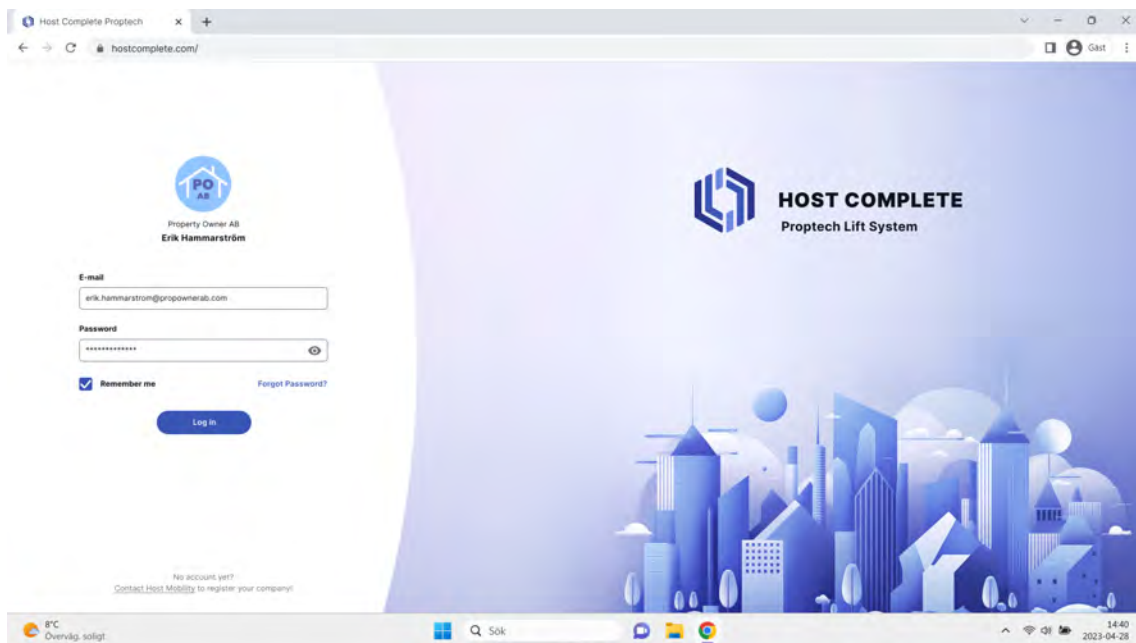 Host Complete Proptech
hostcomplete.com/
Gäst
PO
AB
Property Owner AB
Erik Hammarström
E-mail
erik.hammarstrom@propownerab.com
Password
*************
Remember me
Forgot Password?
Log in
No account yet?
Contact Host Mobility to register your company!
HOST COMPLETE
Proptech Lift System
8°C
Överväg. soligt
Sök
14:40
2023-04-28